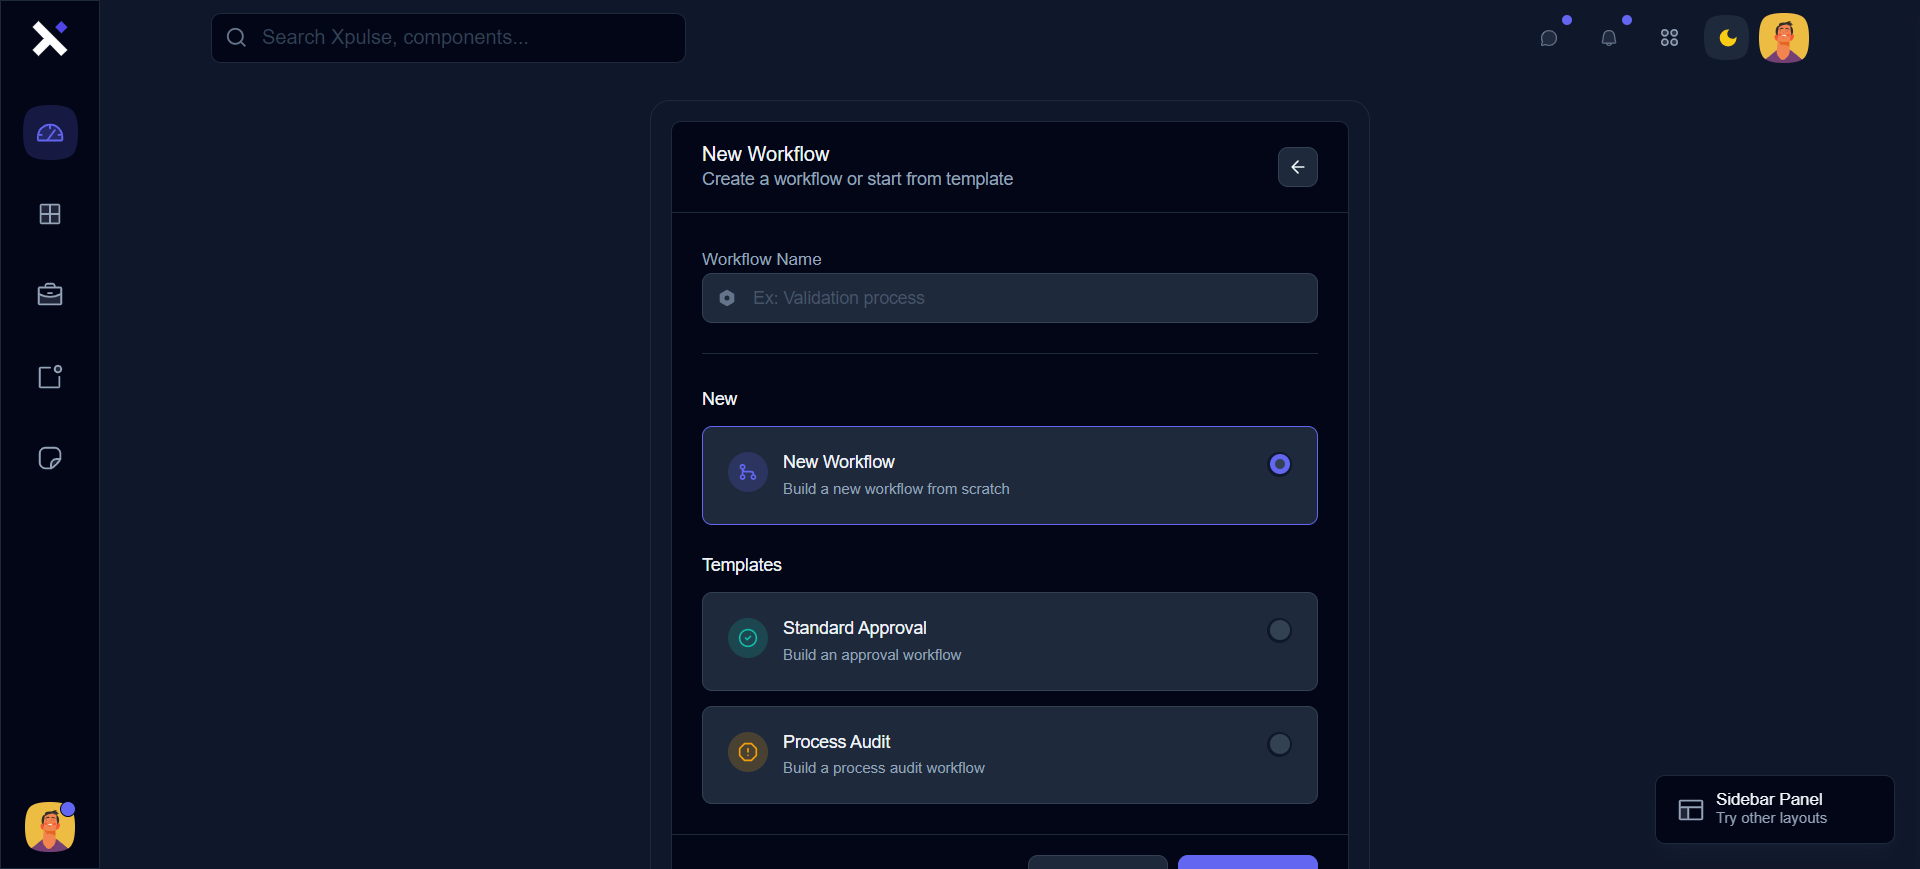 Search Xpulse, components...
New Workflow
Create a workflow or start from template
Workflow Name
Ex: Validation process
New
New Workflow
Build a new workflow from scratch
Templates
Standard Approval
Build an approval workflow
Process Audit
Build a process audit workflow
Sidebar Panel
Try other layouts